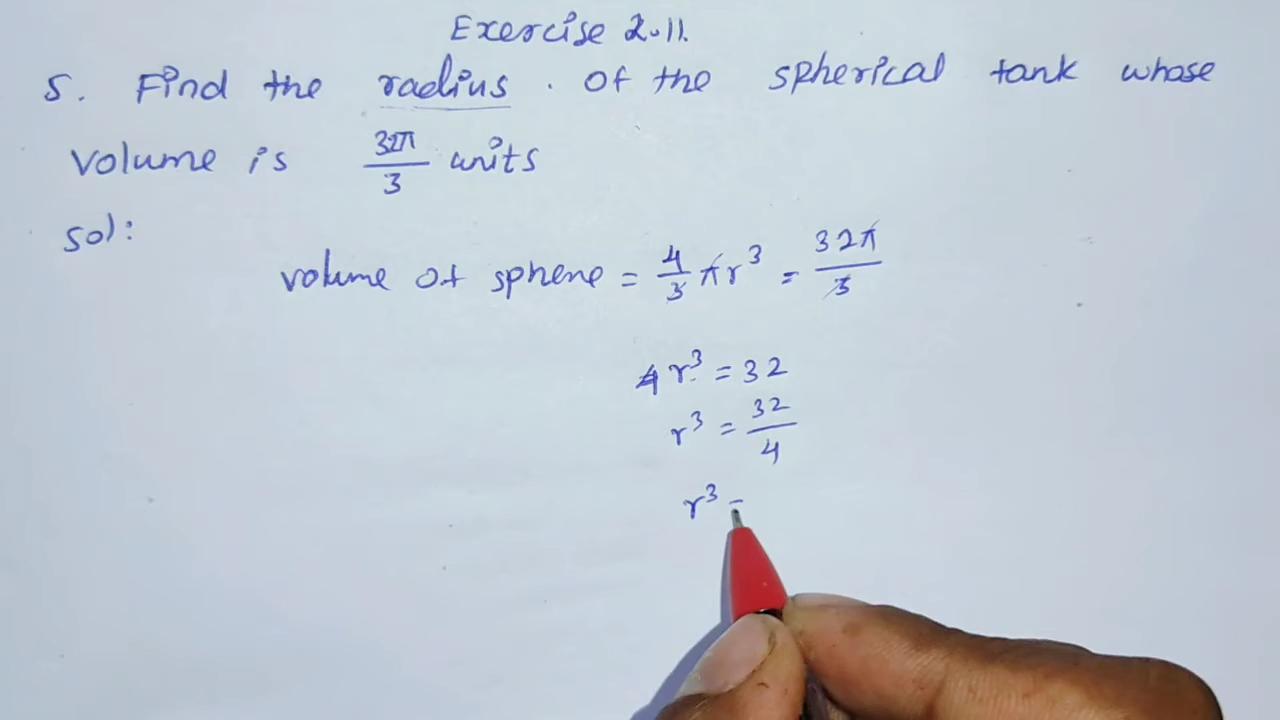 Exercise 2.11.
5. Find the radius. Of the spherical tank whose
volume is 32π/3 units
Sol:
volume of sphene = 4/3 πr³ = 32π/3
4r³ = 32
r³ = 32/4
r³ =